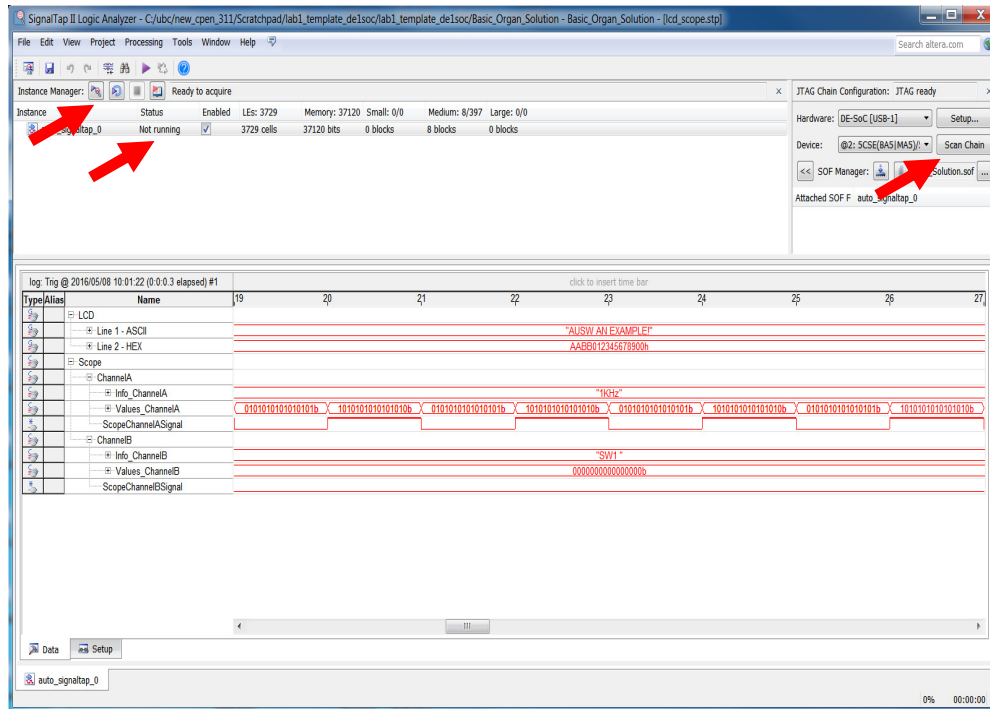 SignalTap II Logic Analyzer - C:/ubc/new_cpen_311/Scratchpad/lab1_template_de1soc/lab1_template_de1soc/Basic_Organ_Solution - Basic_Organ_Solution - [lcd_scope.stp]
File Edit View Project Processing Tools Window Help
Search altera.com
Instance Manager: Ready to acquire
JTAG Chain Configuration: JTAG ready
Instance Status Enabled LEs: 3729 Memory: 37120 Small: 0/0 Medium: 8/397 Large: 0/0
signaltap_0 Not running 3729 cells 37120 bits 0 blocks 8 blocks 0 blocks
Hardware: DE-SoC [USB-1] Setup...
Device: @2: 5CSE(BA5|MA5)/! Scan Chain
<< SOF Manager: Solution.sof ...
Attached SOF F auto_signaltap_0
log: Trig @ 2016/05/08 10:01:22 (0:0:0.3 elapsed) #1 click to insert time bar
Type Alias Name 19 20 21 22 23 24 25 26 27
LCD
Line 1 - ASCII "AUSW AN EXAMPLE!"
Line 2 - HEX AABB012345678900h
Scope
ChannelA
Info_ChannelA "1KHz"
Values_ChannelA 0101010101010101b 1010101010101010b 0101010101010101b 1010101010101010b 0101010101010101b 1010101010101010b 0101010101010101b 1010101010101010b
ScopeChannelASignal
ChannelB
Info_ChannelB "SW1 "
Values_ChannelB 0000000000000000b
ScopeChannelBSignal
Data Setup
auto_signaltap_0
0% 00:00:00